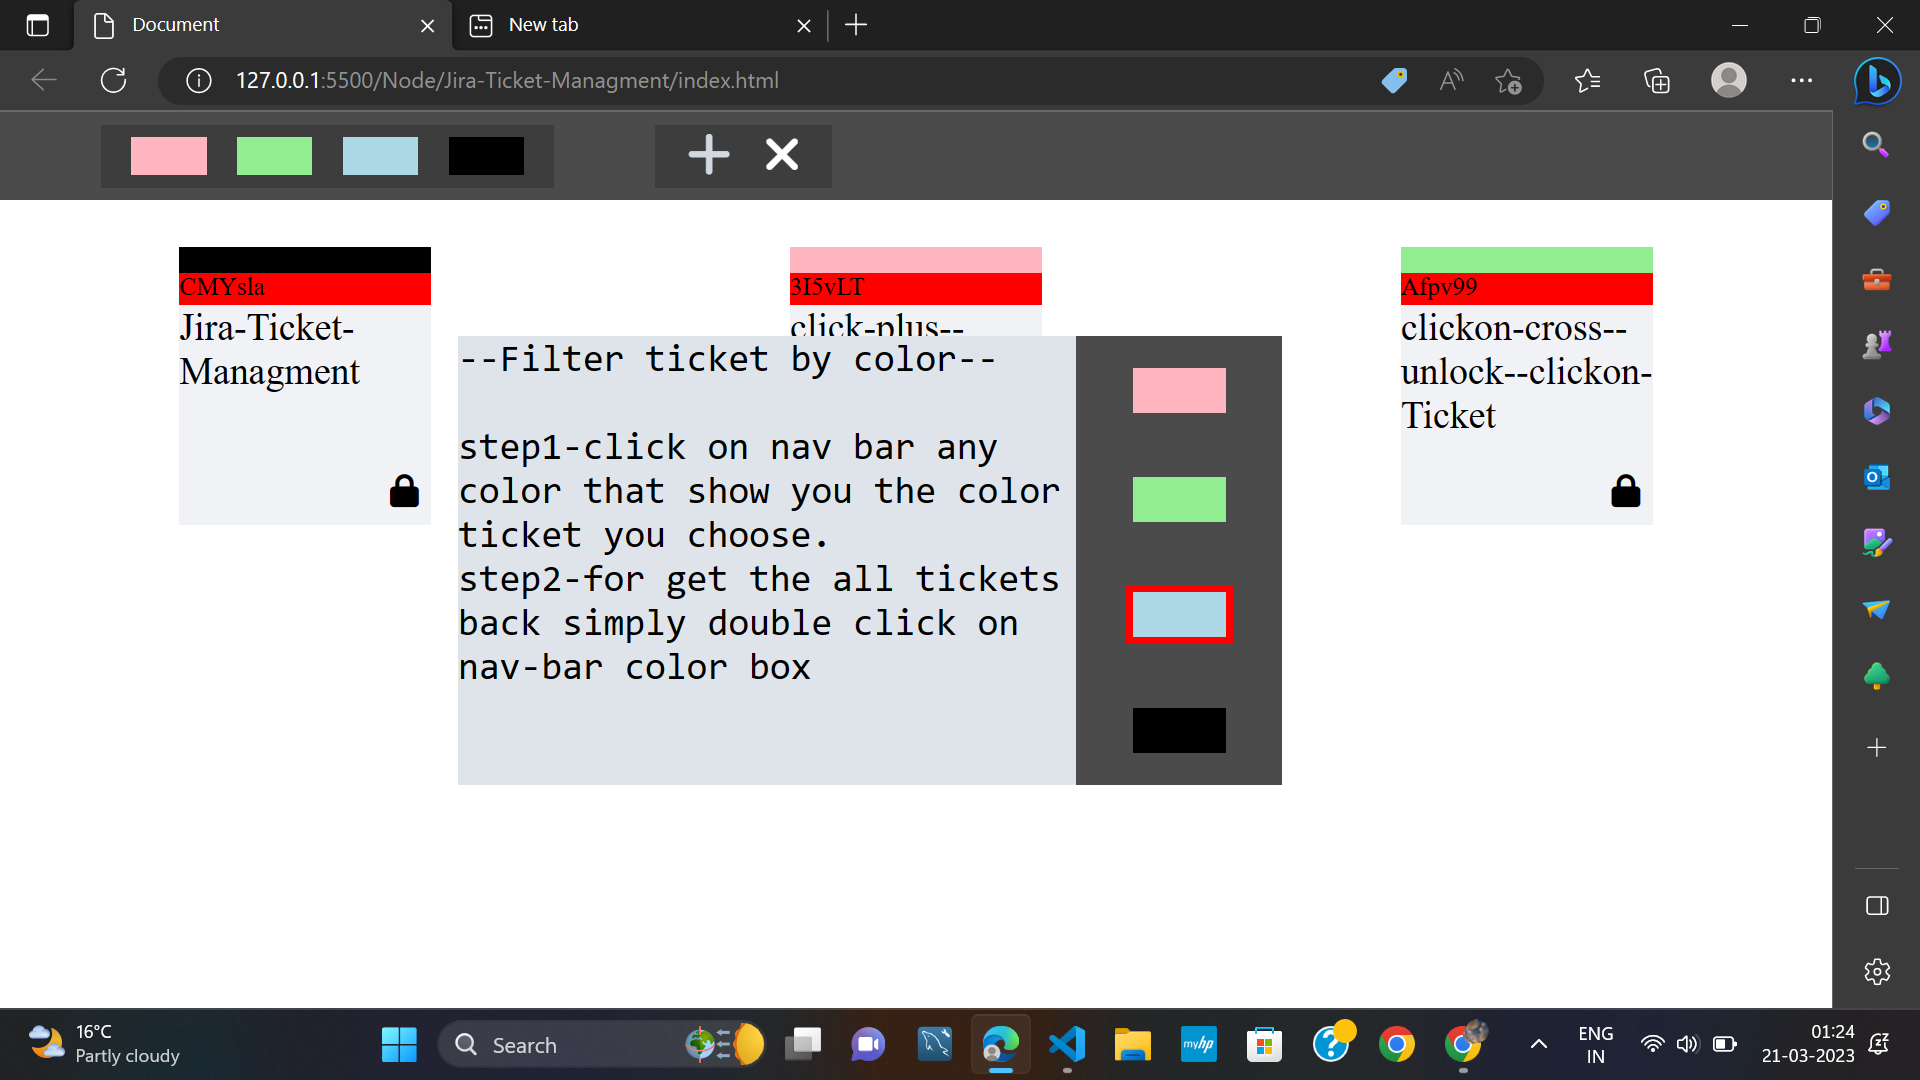 Document
New tab
127.0.0.1:5500/Node/Jira-Ticket-Managment/index.html
CMYsla
Jira-Ticket-
Managment
3I5vLT
click-plus--
Afpv99
clickon-cross--
unlock--clickon-
Ticket
--Filter ticket by color--
step1-click on nav bar any
color that show you the color
ticket you choose.
step2-for get the all tickets
back simply double click on
nav-bar color box
16°C
Partly cloudy
Search
myhp
ENG
IN
01:24
21-03-2023